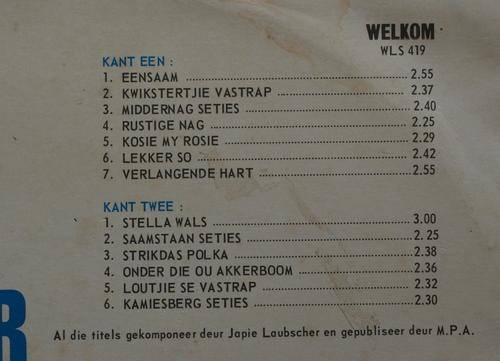 WELKOM
WLS 419
KANT EEN :
1. EENSAAM ........ 2.55
2. KWIKSTERTJIE VASTRAP ........ 2.37
3. MIDDERNAG SETIES ........ 2.40
4. RUSTIGE NAG ........ 2.25
5. KOSIE MY ROSIE ........ 2.29
6. LEKKER SO ........ 2.42
7. VERLANGENDE HART ........ 2.55
KANT TWEE :
1. STELLA WALS ........ 3.00
2. SAAMSTAAN SETIES ........ 2.25
3. STRIKDAS POLKA ........ 2.38
4. ONDER DIE OU AKKERBOOM ........ 2.36
5. LOUTJIE SE VASTRAP ........ 2.32
6. KAMIESBERG SETIES ........ 2.30
R
Al die titels gekomponeer deur Japie Laubscher en gepubliseer deur M.P.A.